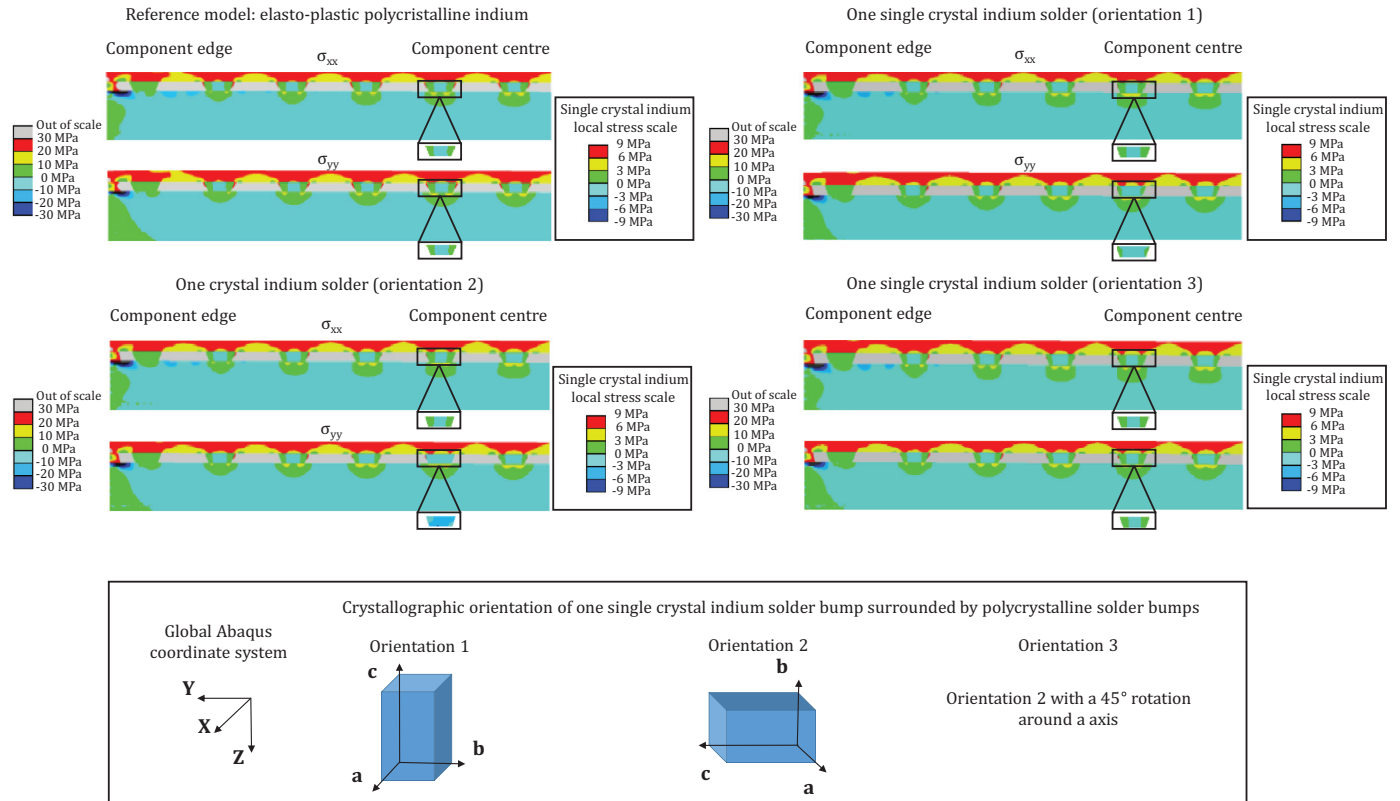 Reference model: elasto-plastic polycristalline indium
Component edge
Component centre
σxx
Out of scale
30 MPa
20 MPa
10 MPa
0 MPa
-10 MPa
-20 MPa
-30 MPa
σyy
Single crystal indium
local stress scale
9 MPa
6 MPa
3 MPa
0 MPa
-3 MPa
-6 MPa
-9 MPa
One single crystal indium solder (orientation 1)
Component edge
Component centre
σxx
Out of scale
30 MPa
20 MPa
10 MPa
0 MPa
-10 MPa
-20 MPa
-30 MPa
σyy
Single crystal indium
local stress scale
9 MPa
6 MPa
3 MPa
0 MPa
-3 MPa
-6 MPa
-9 MPa
One crystal indium solder (orientation 2)
Component edge
Component centre
σxx
Out of scale
30 MPa
20 MPa
10 MPa
0 MPa
-10 MPa
-20 MPa
-30 MPa
σyy
Single crystal indium
local stress scale
9 MPa
6 MPa
3 MPa
0 MPa
-3 MPa
-6 MPa
-9 MPa
One single crystal indium solder (orientation 3)
Component edge
Component centre
Out of scale
30 MPa
20 MPa
10 MPa
0 MPa
-10 MPa
-20 MPa
-30 MPa
Single crystal indium
local stress scale
9 MPa
6 MPa
3 MPa
0 MPa
-3 MPa
-6 MPa
-9 MPa
Crystallographic orientation of one single crystal indium solder bump surrounded by polycrystalline solder bumps
Global Abaqus
coordinate system
Y
X
Z
Orientation 1
c
b
a
Orientation 2
b
c
a
Orientation 3
Orientation 2 with a 45° rotation
around a axis